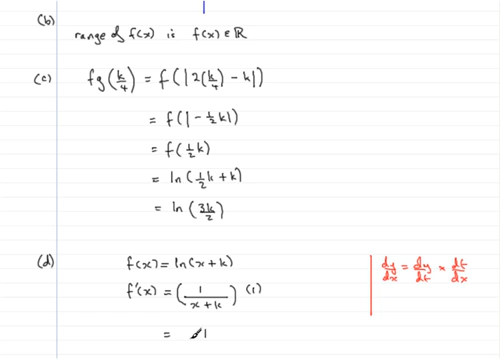 (b)
range of f(x) is f(x) ∈ ℝ
(c) fg(k/4) = f(|2(k/4) - k|)
= f(|-½k|)
= f(½k)
= ln(½k + k)
= ln(3k/2)
(d) f(x) = ln(x + k)
f'(x) = (1/(x + k)) (1)
dy/dx = dy/dt × dt/dx
= 1